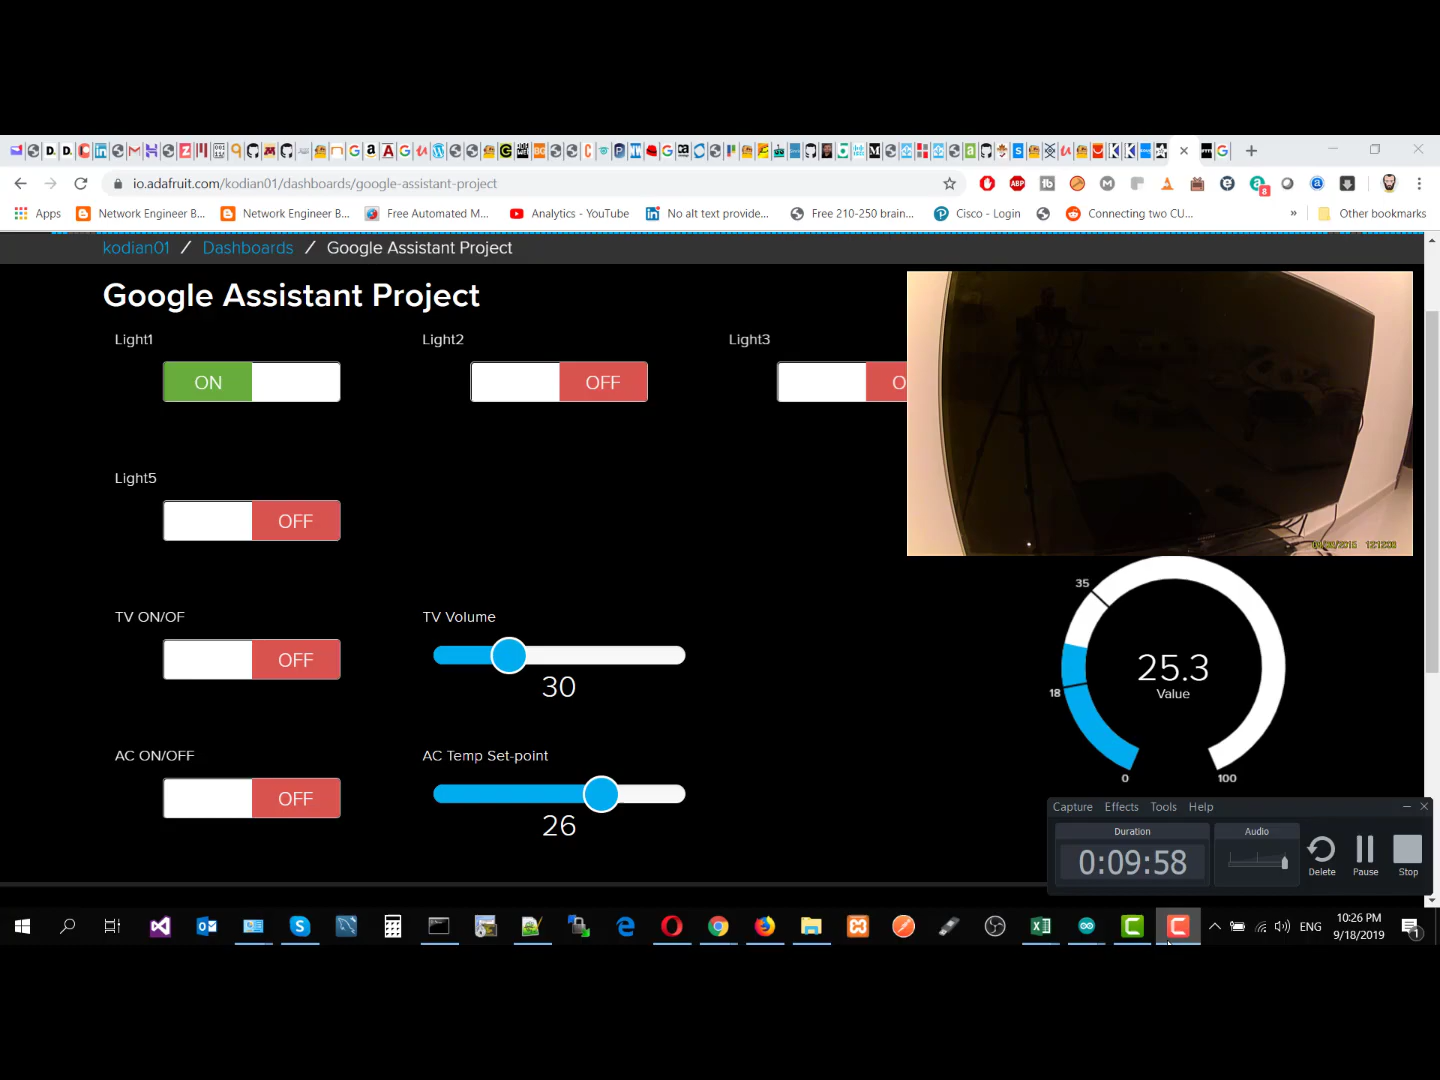 io.adafruit.com/kodian01/dashboards/google-assistant-project
Apps Network Engineer B... Network Engineer B... Free Automated M... Analytics - YouTube No alt text provide... Free 210-250 brain... Cisco - Login Connecting two CU... » Other bookmarks
kodian01 / Dashboards / Google Assistant Project
Google Assistant Project
Light1 Light2 Light3
ON OFF O
Light5
OFF
TV ON/OF TV Volume
OFF
30
35
25.3
Value
18
0 100
AC ON/OFF AC Temp Set-point
OFF
26
Capture Effects Tools Help
Duration Audio
0:09:58
Delete Pause Stop
ENG
10:26 PM
9/18/2019
1